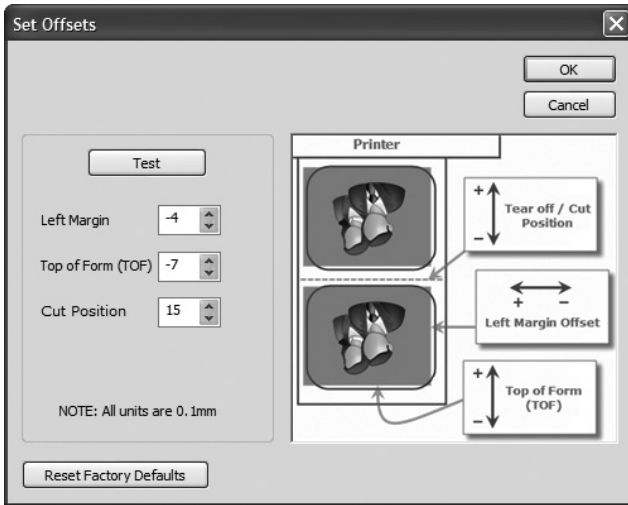 Set Offsets
OK
Cancel
Test
Left Margin
-4
Top of Form (TOF)
-7
Cut Position
15
NOTE: All units are 0.1mm
Reset Factory Defaults
Printer
+
-
Tear off / Cut
Position
+ -
Left Margin Offset
+
-
Top of Form
(TOF)